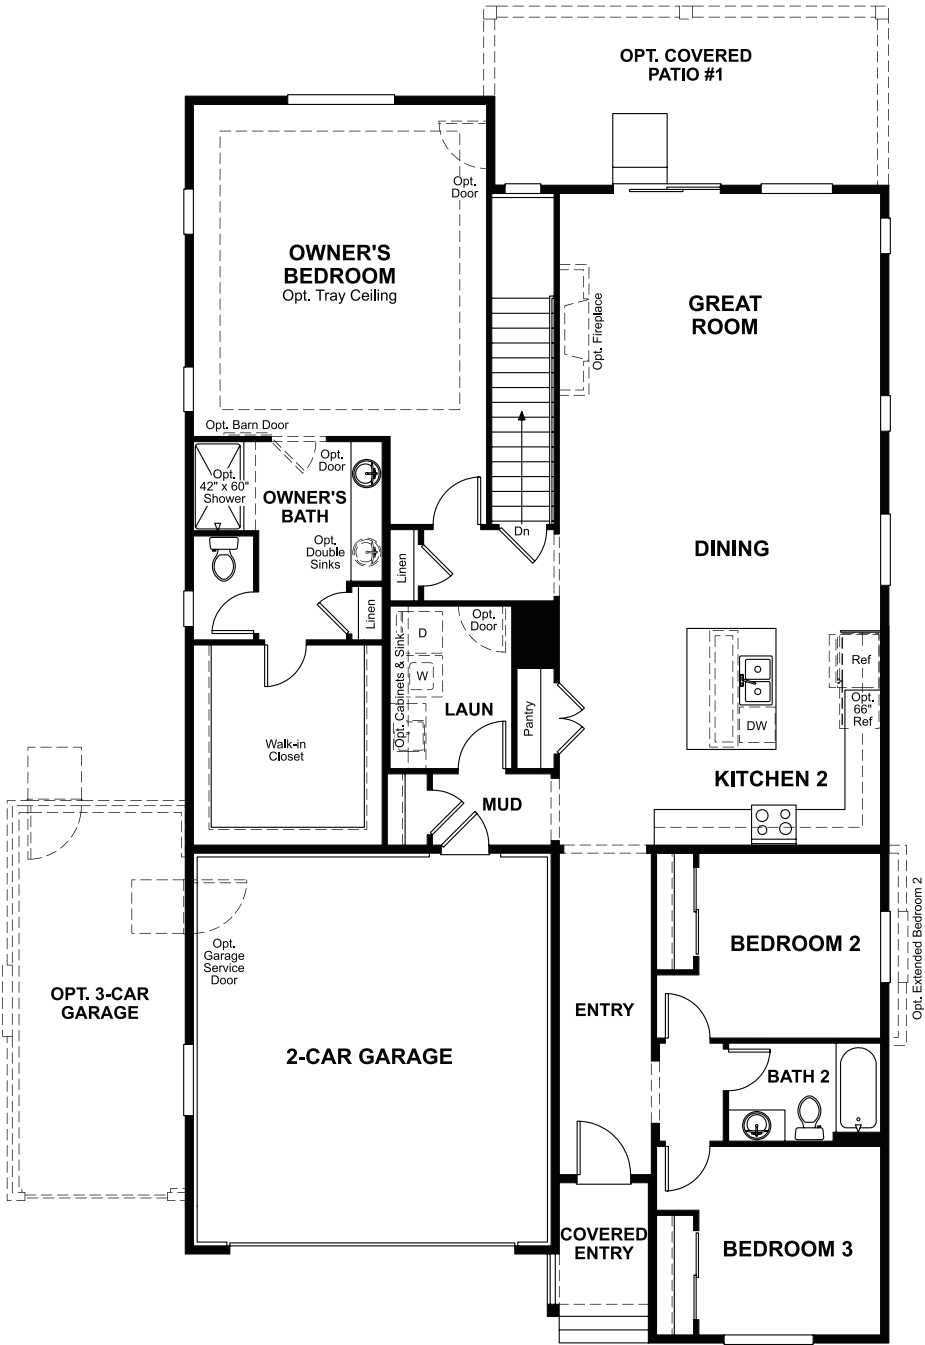 OPT. COVERED
PATIO #1
Opt.
Door
OWNER'S
BEDROOM
Opt. Tray Ceiling
GREAT
ROOM
Opt. Fireplace
Opt. Barn Door
Opt.
Door
Opt.
42" x 60"
Shower
OWNER'S
BATH
Opt.
Double
Sinks
Dn
DINING
Linen
Linen
Opt.
Door
D
W
Opt. Cabinets & Sink
LAUN
Pantry
Ref
Opt.
66"
Ref
DW
Walk-in
Closet
KITCHEN 2
MUD
Opt.
Garage
Service
Door
BEDROOM 2
Opt. Extended Bedroom 2
OPT. 3-CAR
GARAGE
ENTRY
2-CAR GARAGE
BATH 2
COVERED
ENTRY
BEDROOM 3